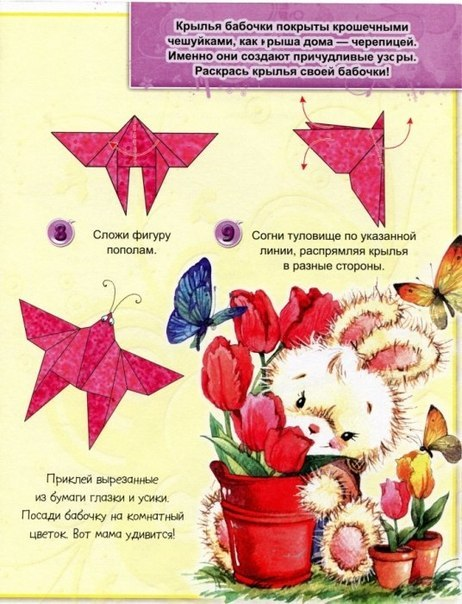 Крылья бабочки покрыты крошечными
чешуйками, как крыша дома — черепицей.
Именно они создают причудливые узоры.
Раскрась крылья своей бабочки!
8 Сложи фигуру
пополам.
9 Согни туловище по указанной
линии, распрямляя крылья
в разные стороны.
Приклей вырезанные
из бумаги глазки и усики.
Посади бабочку на комнатный
цветок. Вот мама удивится!